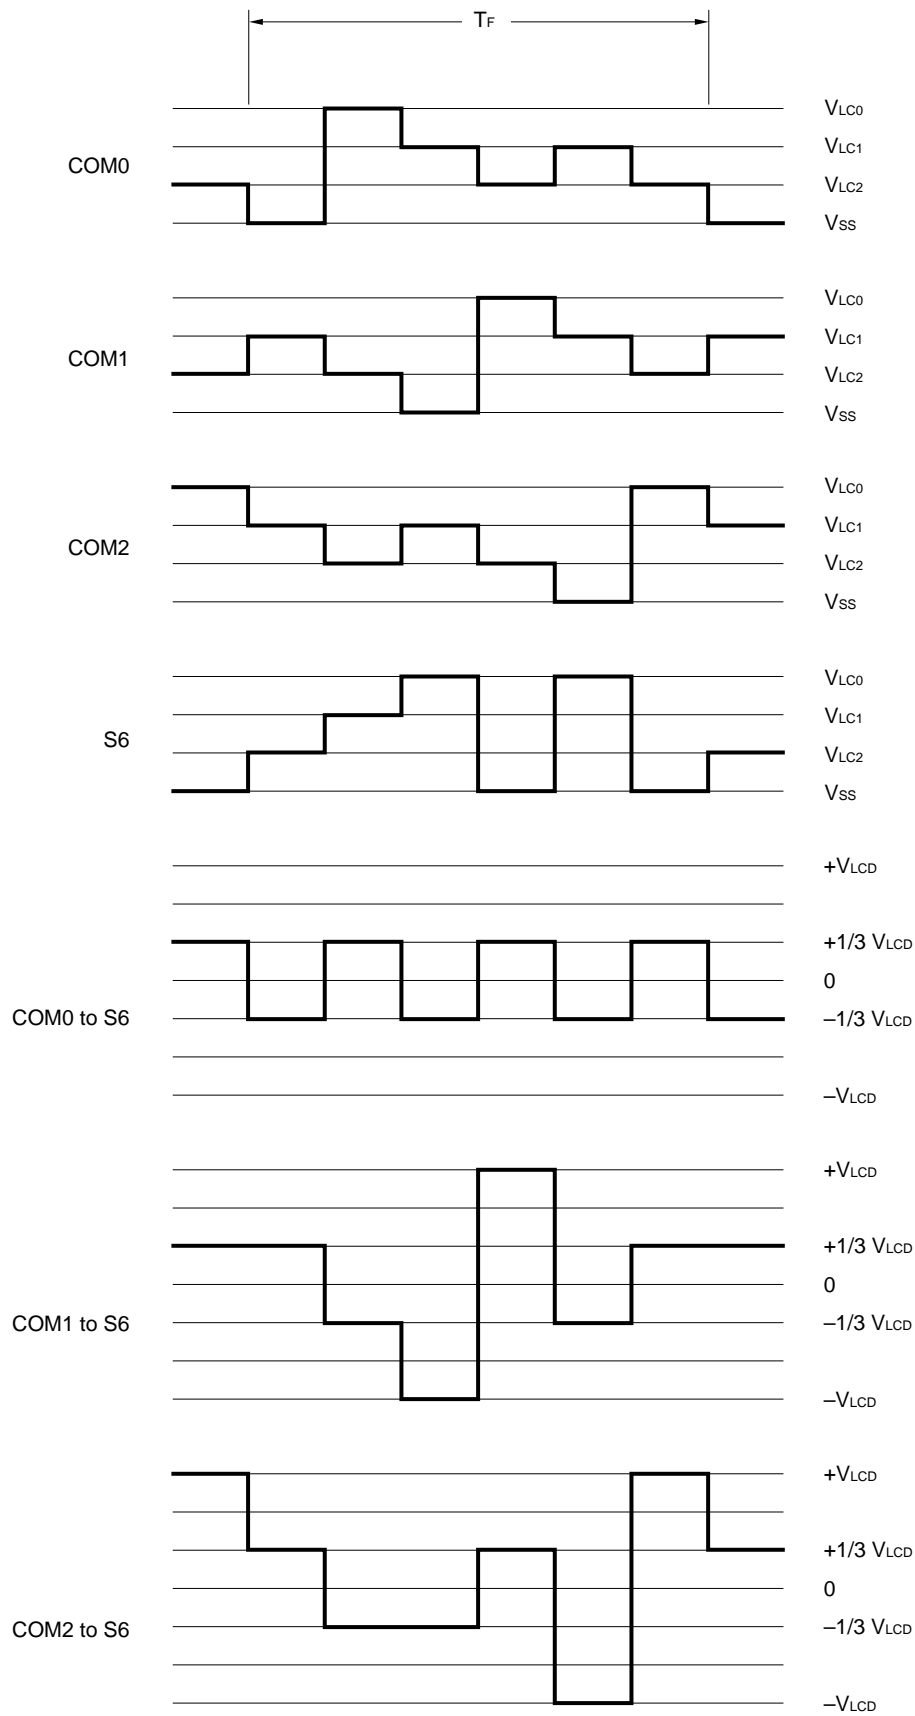 TF
VLC0
VLC1
COM0
VLC2
VSS
VLC0
VLC1
COM1
VLC2
VSS
VLC0
VLC1
COM2
VLC2
VSS
VLC0
VLC1
S6
VLC2
VSS
+VLCD
+1/3 VLCD
0
COM0 to S6
–1/3 VLCD
–VLCD
+VLCD
+1/3 VLCD
0
COM1 to S6
–1/3 VLCD
–VLCD
+VLCD
+1/3 VLCD
0
COM2 to S6
–1/3 VLCD
–VLCD